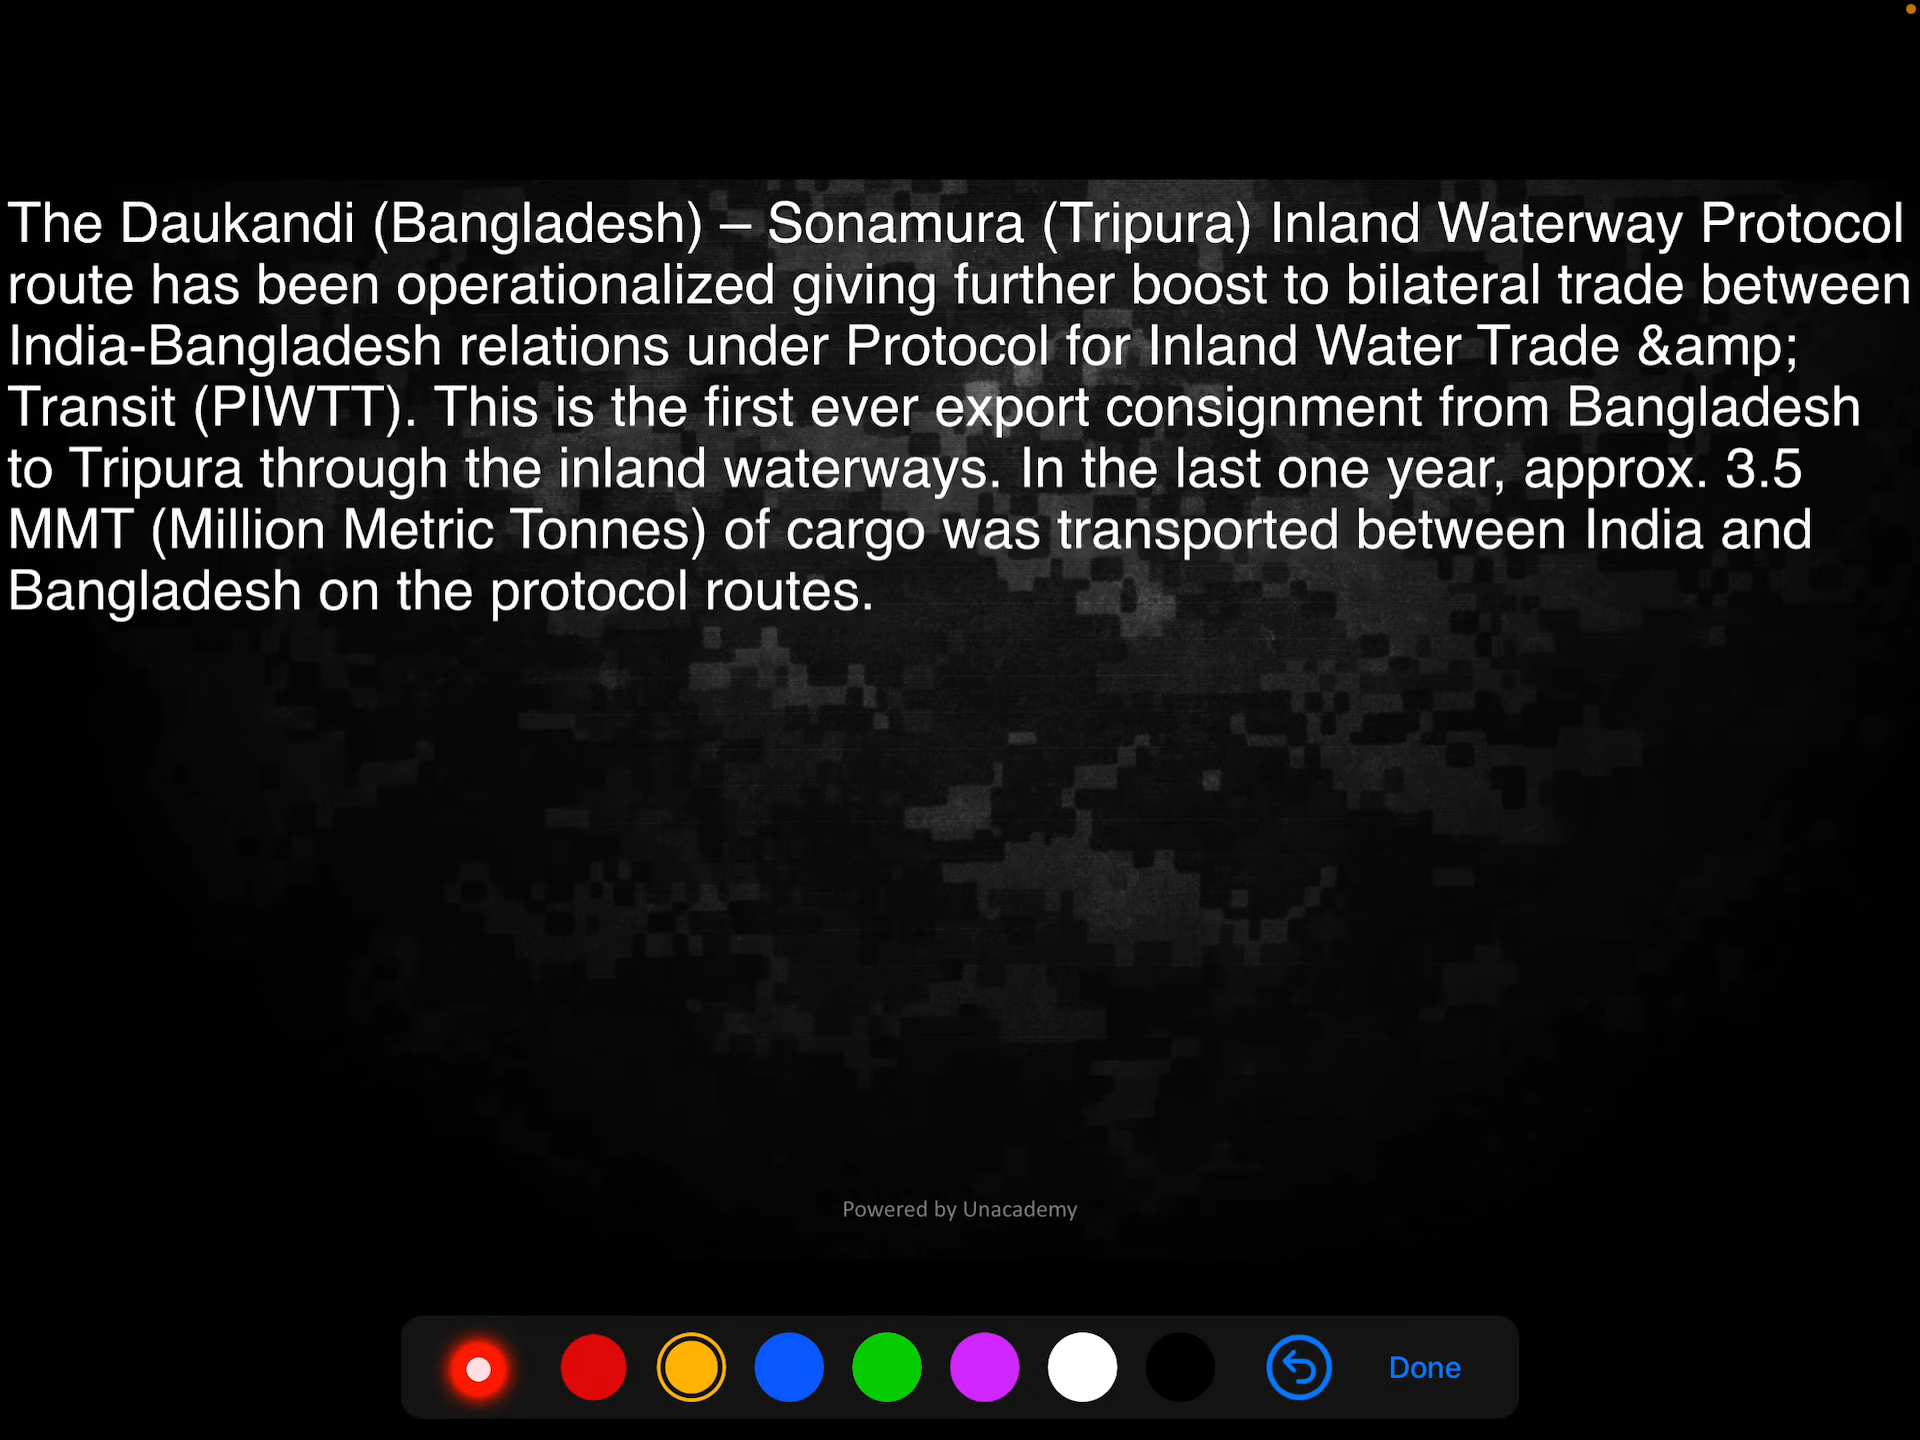 The Daukandi (Bangladesh) – Sonamura (Tripura) Inland Waterway Protocol
route has been operationalized giving further boost to bilateral trade between
India-Bangladesh relations under Protocol for Inland Water Trade &amp;
Transit (PIWTT). This is the first ever export consignment from Bangladesh
to Tripura through the inland waterways. In the last one year, approx. 3.5
MMT (Million Metric Tonnes) of cargo was transported between India and
Bangladesh on the protocol routes.
Powered by Unacademy
Done